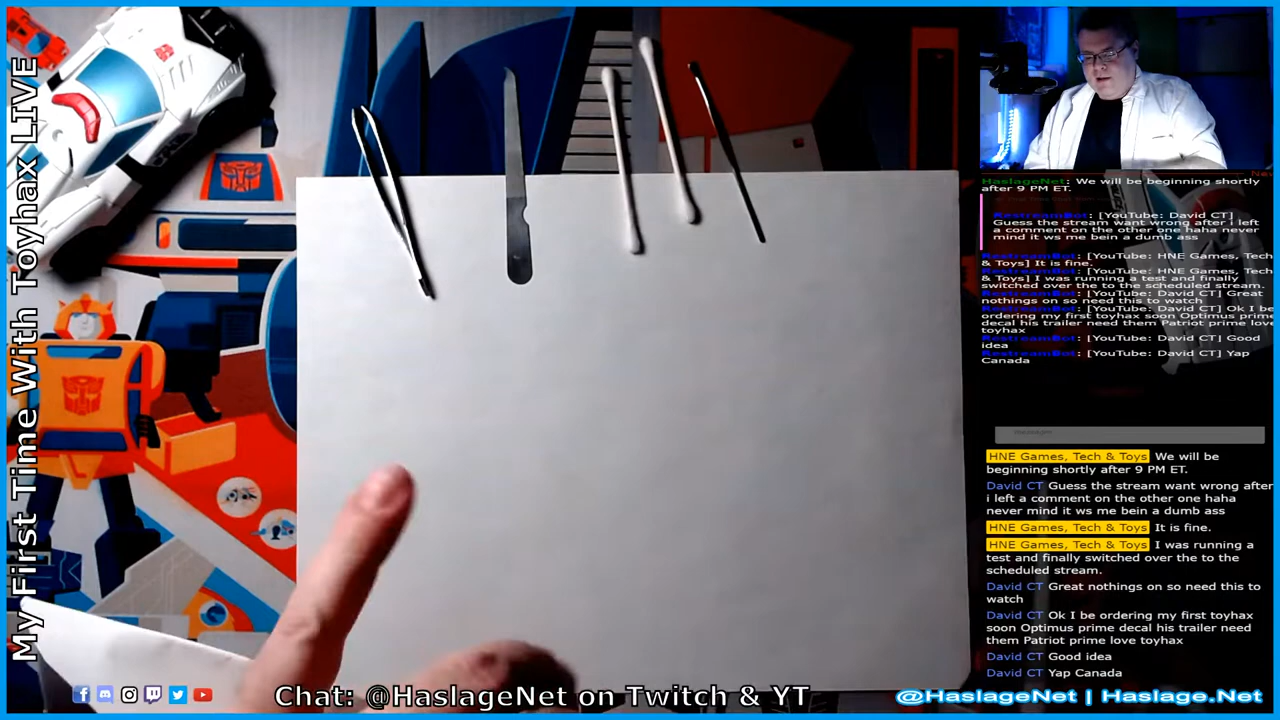 My First Time With Toyhax LIVE
HaslageNet: We will be beginning shortly
after 9 PM ET.
RestreamBot: [YouTube: David CT]
Guess the stream want wrong after i left
a comment on the other one haha never
mind it ws me bein a dumb ass
RestreamBot: [YouTube: HNE Games, Tech
& Toys] It is fine.
RestreamBot: [YouTube: HNE Games, Tech
& Toys] I was running a test and finally
switched over the to the scheduled stream.
RestreamBot: [YouTube: David CT] Great
nothings on so need this to watch
RestreamBot: [YouTube: David CT] Ok I be
ordering my first toyhax soon Optimus prime
decal his trailer need them Patriot prime love
toyhax
RestreamBot: [YouTube: David CT] Good
idea
RestreamBot: [YouTube: David CT] Yap
Canada
HNE Games, Tech & Toys We will be
beginning shortly after 9 PM ET.
David CT Guess the stream want wrong after
i left a comment on the other one haha
never mind it ws me bein a dumb ass
HNE Games, Tech & Toys It is fine.
HNE Games, Tech & Toys I was running a
test and finally switched over the to the
scheduled stream.
David CT Great nothings on so need this to
watch
David CT Ok I be ordering my first toyhax
soon Optimus prime decal his trailer need
them Patriot prime love toyhax
David CT Good idea
David CT Yap Canada
Chat: @HaslageNet on Twitch & YT
@HaslageNet | Haslage.Net